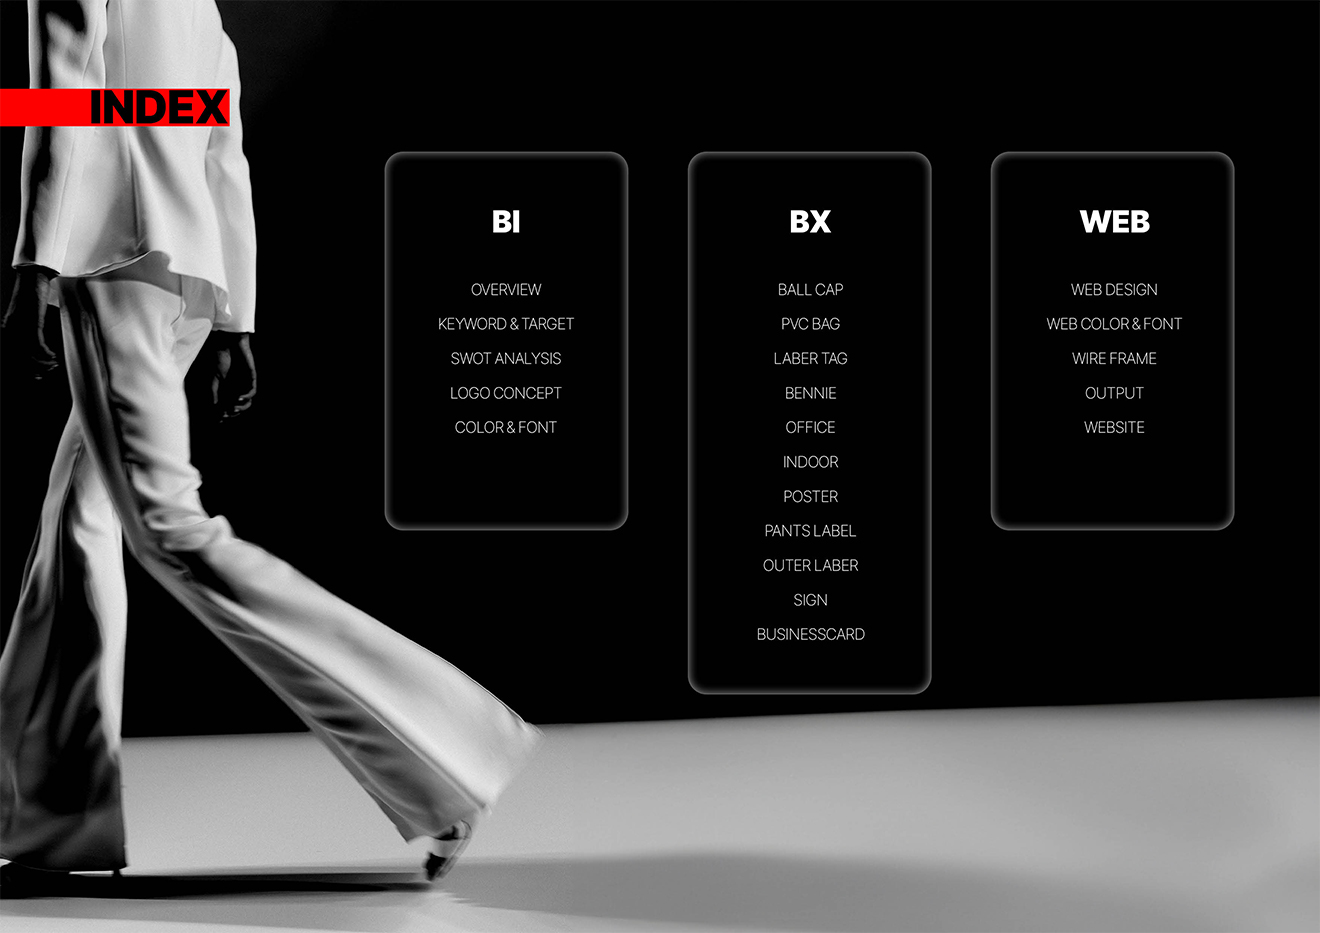 INDEX
BI
OVERVIEW
KEYWORD & TARGET
SWOT ANALYSIS
LOGO CONCEPT
COLOR & FONT
BX
BALL CAP
PVC BAG
LABER TAG
BENNIE
OFFICE
INDOOR
POSTER
PANTS LABEL
OUTER LABER
SIGN
BUSINESSCARD
WEB
WEB DESIGN
WEB COLOR & FONT
WIRE FRAME
OUTPUT
WEBSITE